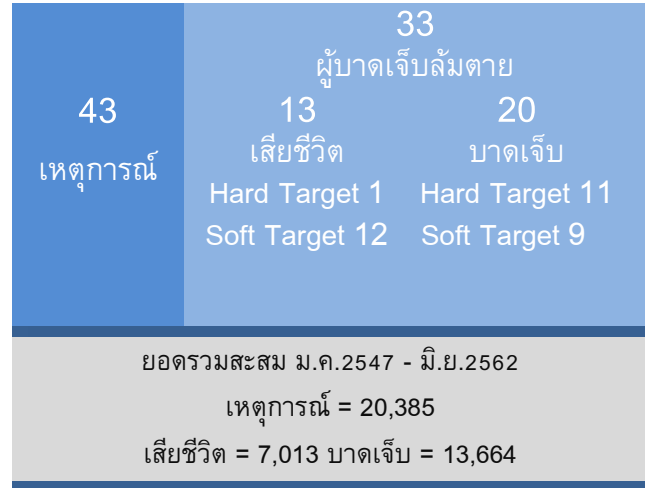 43
เหตุการณ์
33
ผู้บาดเจ็บล้มตาย
13
เสียชีวิต
Hard Target 1
Soft Target 12
20
บาดเจ็บ
Hard Target 11
Soft Target 9
ยอดรวมสะสม ม.ค.2547 - มิ.ย.2562
เหตุการณ์ = 20,385
เสียชีวิต = 7,013 บาดเจ็บ = 13,664